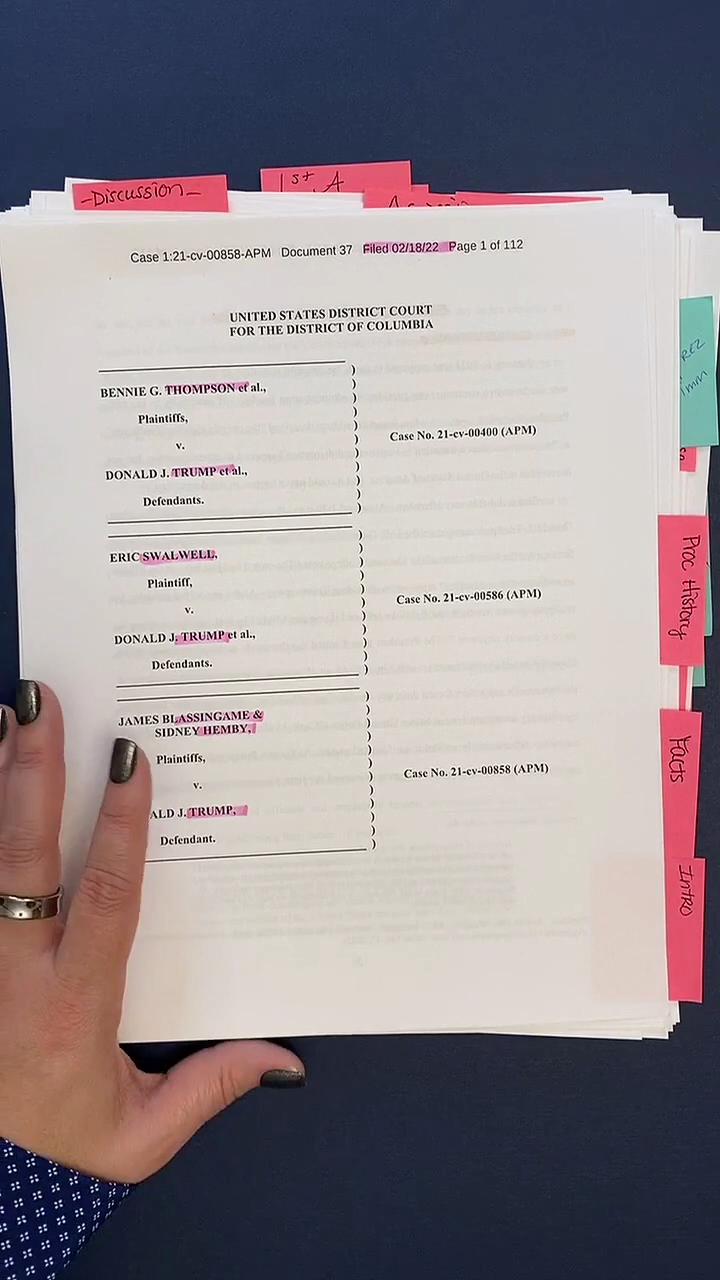 -Discussion-
1st A
Case 1:21-cv-00858-APM Document 37 Filed 02/18/22 Page 1 of 112
UNITED STATES DISTRICT COURT
FOR THE DISTRICT OF COLUMBIA
BENNIE G. THOMPSON et al.,
Plaintiffs,
v.
DONALD J. TRUMP et al.,
Defendants.
Case No. 21-cv-00400 (APM)
ERIC SWALWELL,
Plaintiff,
v.
DONALD J. TRUMP et al.,
Defendants.
Case No. 21-cv-00586 (APM)
JAMES BLASSINGAME &
SIDNEY HEMBY,
Plaintiffs,
v.
ALD J. TRUMP,
Defendant.
Case No. 21-cv-00858 (APM)
Proc History
Facts
Intro